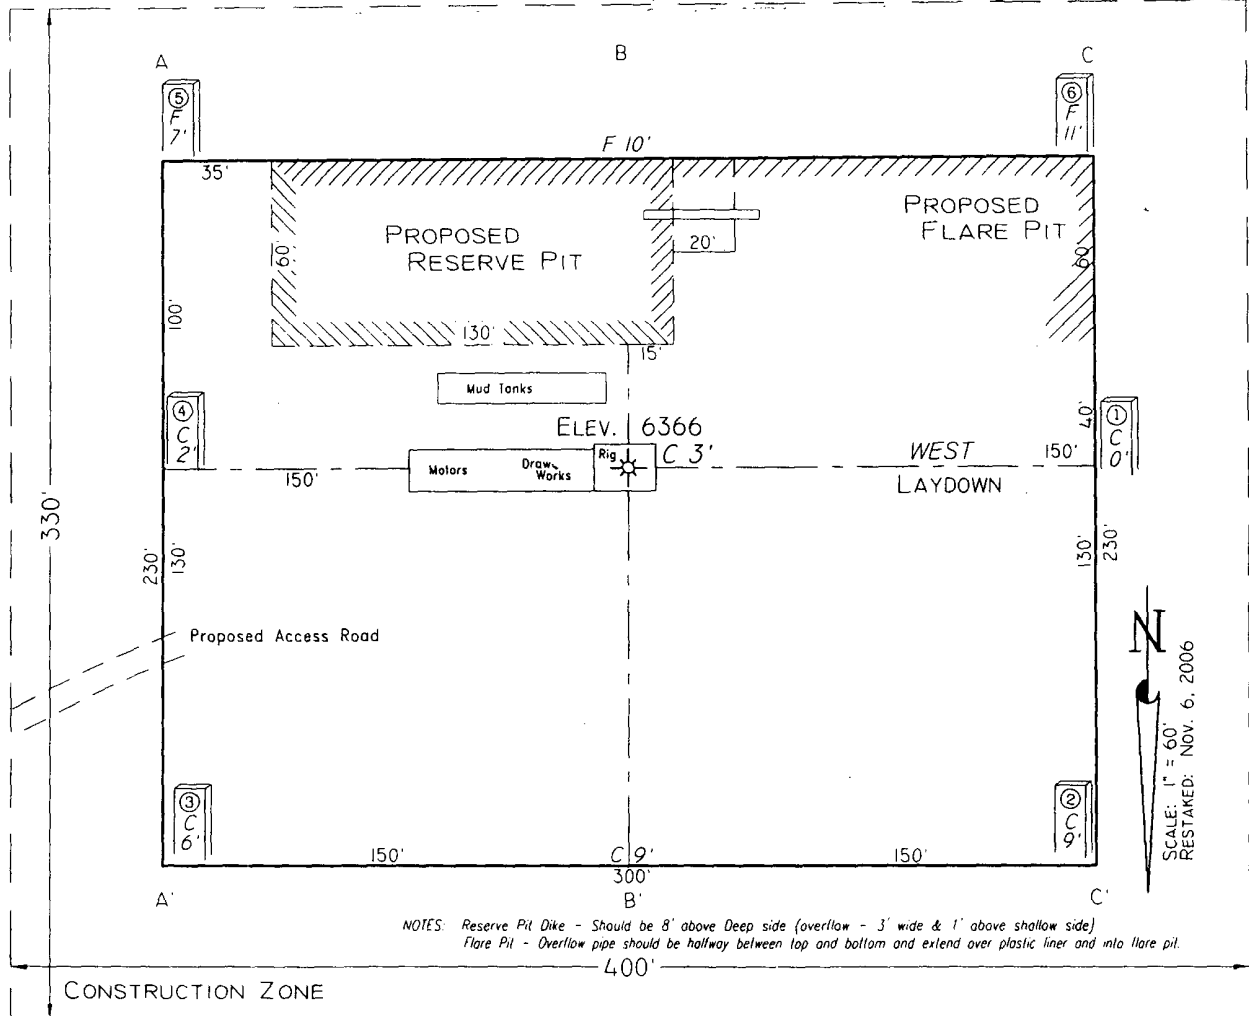 A
B
C
⑤
F
7'
⑥
F
11'
F 10'
35'
PROPOSED
RESERVE PIT
PROPOSED
FLARE PIT
20'
60'
60'
100'
130'
15'
Mud Tanks
④
C
2'
①
C
0'
40'
ELEV. 6366
Rig
C 3'
WEST
150'
LAYDOWN
Motors
Draw
Works
150'
330'
230'
130'
130'
230'
Proposed Access Road
N
SCALE: 1" = 60'
RESTAKED: NOV. 6, 2006
③
C
6'
②
C
9'
150'
C 9'
150'
300'
A'
B'
C'
NOTES: Reserve Pit Dike - Should be 8' above Deep side (overflow - 3' wide & 1' above shallow side)
Flare Pit - Overflow pipe should be halfway between top and bottom and extend over plastic liner and into flare pit.
400'
CONSTRUCTION ZONE